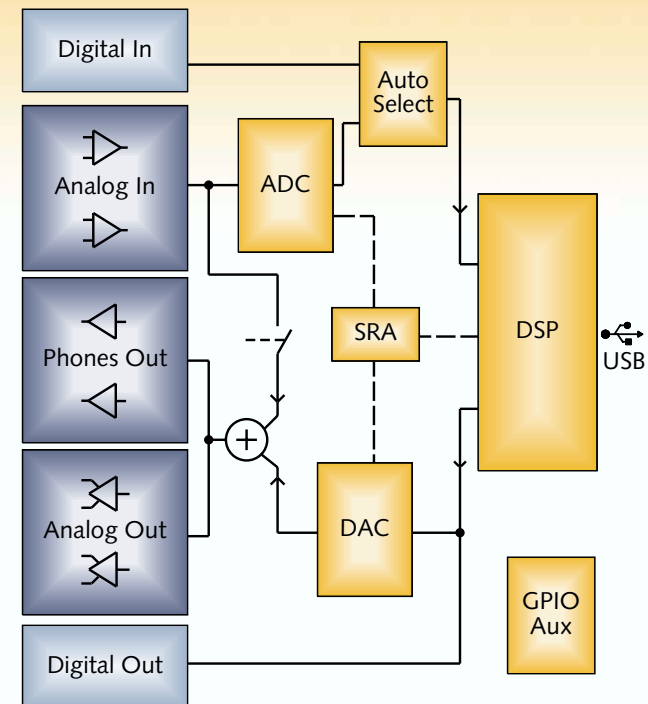 Digital In
Auto
Select
Analog In
ADC
Phones Out
SRA
DSP
USB
Analog Out
DAC
GPIO
Aux
Digital Out